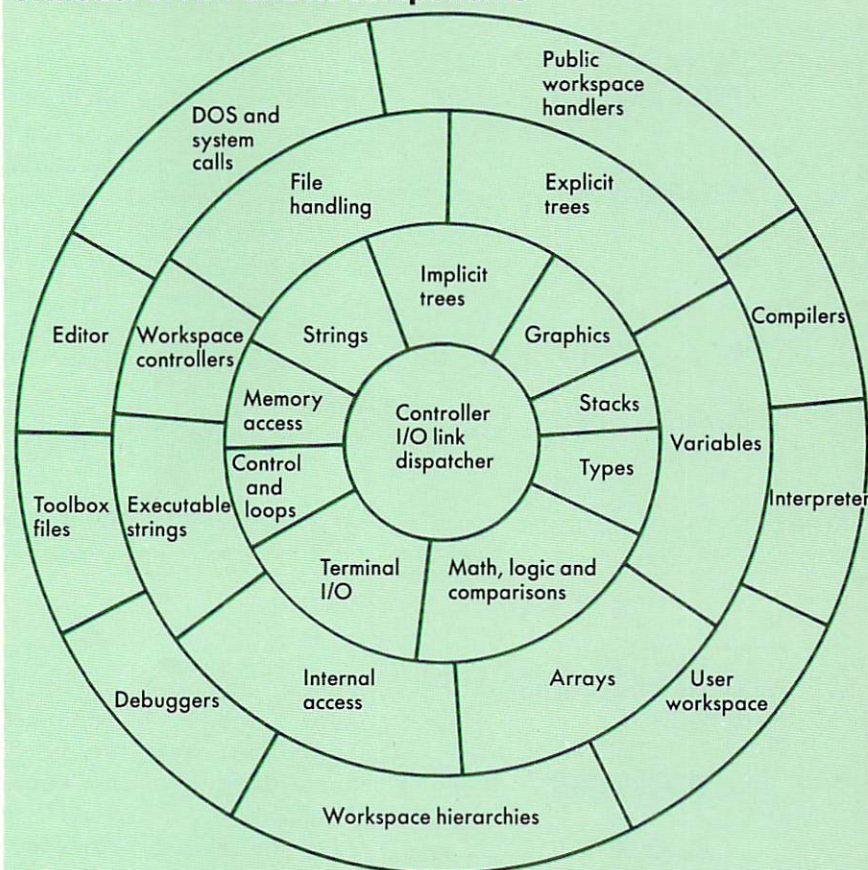 Public
workspace
handlers
DOS and
system
calls
File
handling
Explicit
trees
Implicit
trees
Editor
Workspace
controllers
Strings
Graphics
Compilers
Memory
access
Controller
I/O link
dispatcher
Stacks
Variables
Control
and
loops
Types
Toolbox
files
Executable
strings
Interpreter
Terminal
I/O
Math, logic and
comparisons
Debuggers
Internal
access
Arrays
User
workspace
Workspace hierarchies